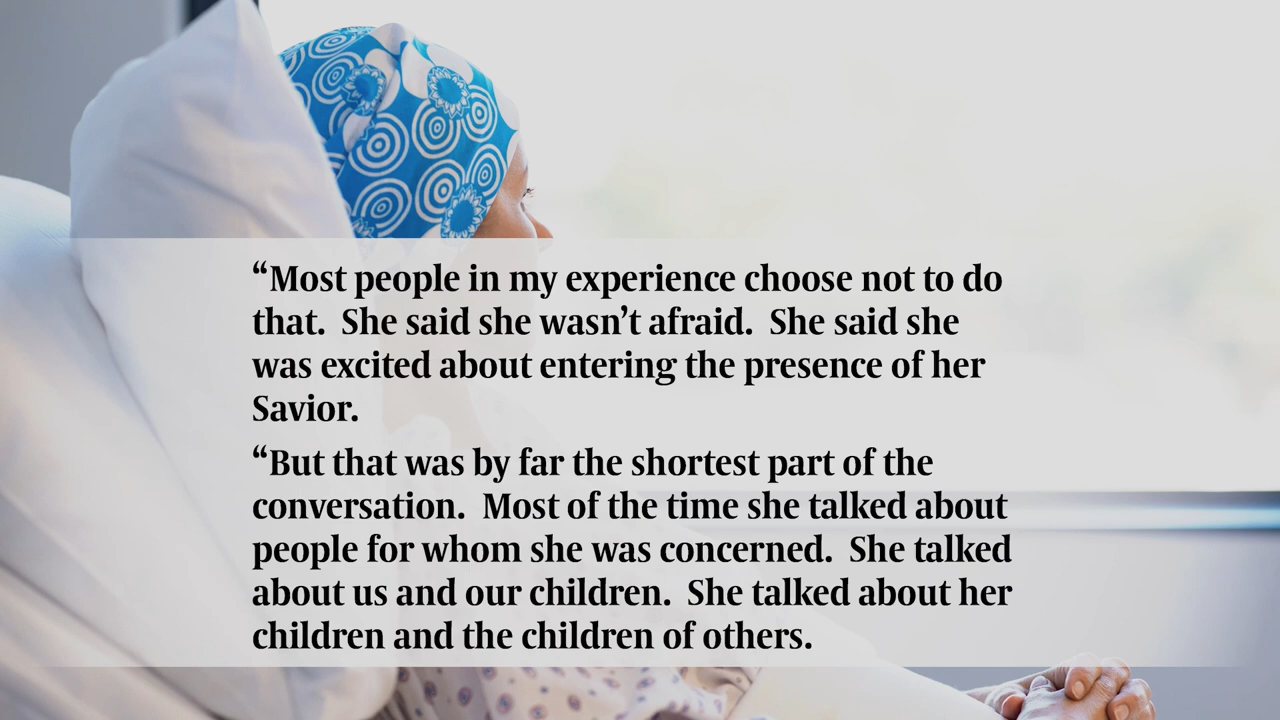 “Most people in my experience choose not to do
that.  She said she wasn’t afraid.  She said she
was excited about entering the presence of her
Savior.
“But that was by far the shortest part of the
conversation.  Most of the time she talked about
people for whom she was concerned.  She talked
about us and our children.  She talked about her
children and the children of others.